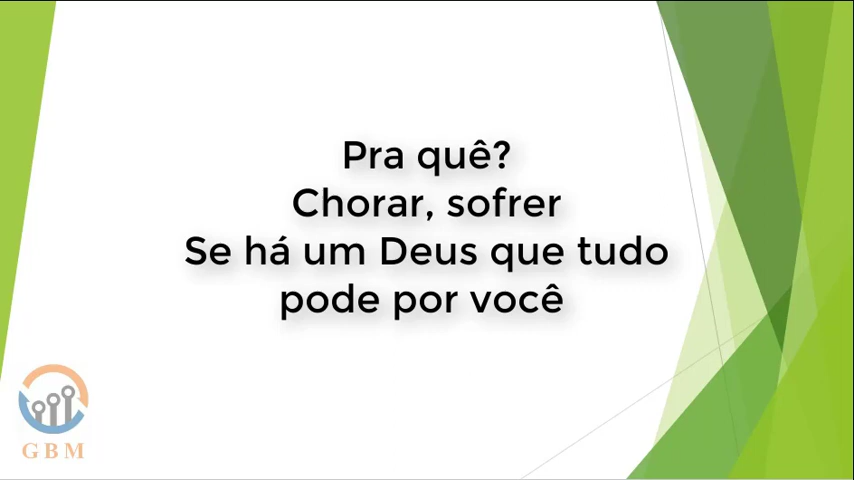 Pra quê?
Chorar, sofrer
Se há um Deus que tudo
pode por você
GBM